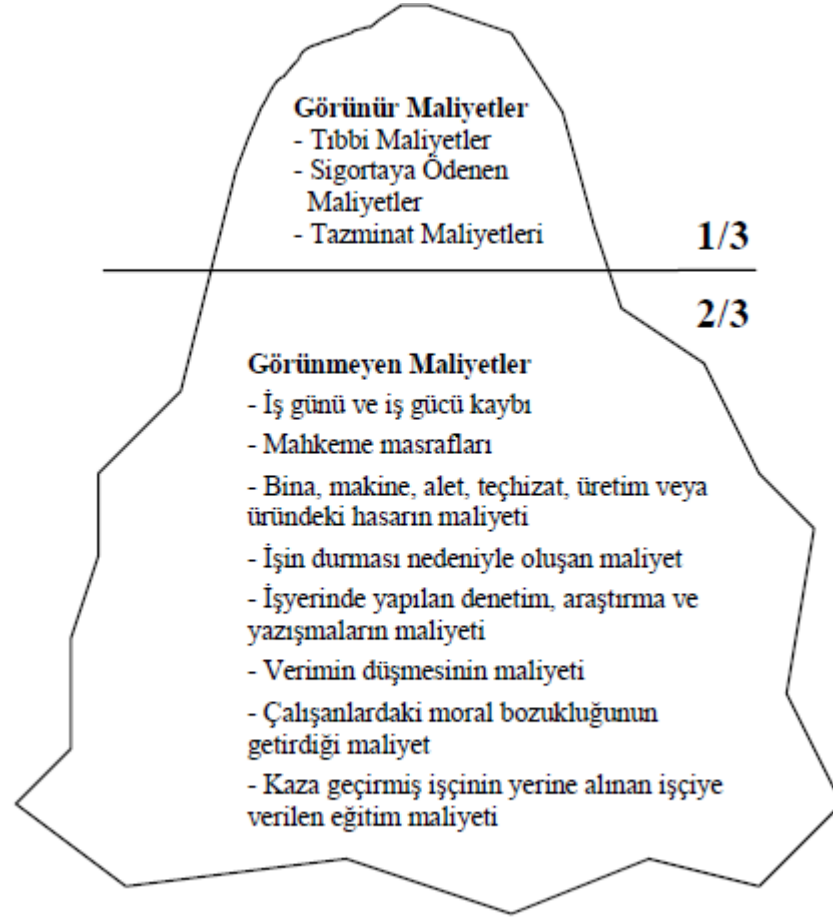 Görünür Maliyetler
- Tıbbi Maliyetler
- Sigortaya Ödenen
Maliyetler
- Tazminat Maliyetleri
1/3
2/3
Görünmeyen Maliyetler
- İş günü ve iş gücü kaybı
- Mahkeme masrafları
- Bina, makine, alet, teçhizat, üretim veya
üründeki hasarın maliyeti
- İşin durması nedeniyle oluşan maliyet
- İşyerinde yapılan denetim, araştırma ve
yazışmaların maliyeti
- Verimin düşmesinin maliyeti
- Çalışanlardaki moral bozukluğunun
getirdiği maliyet
- Kaza geçirmiş işçinin yerine alınan işçiye
verilen eğitim maliyeti